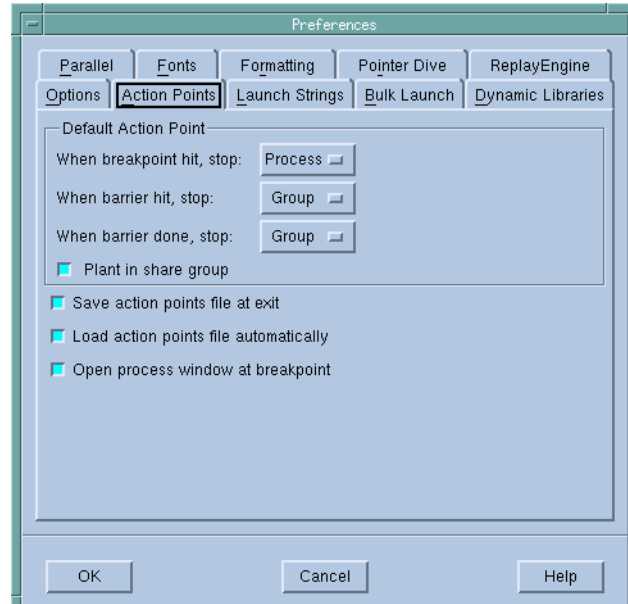 Preferences
Parallel Fonts Formatting Pointer Dive ReplayEngine
Options Action Points Launch Strings Bulk Launch Dynamic Libraries
Default Action Point
When breakpoint hit, stop: Process
When barrier hit, stop: Group
When barrier done, stop: Group
Plant in share group
Save action points file at exit
Load action points file automatically
Open process window at breakpoint
OK Cancel Help